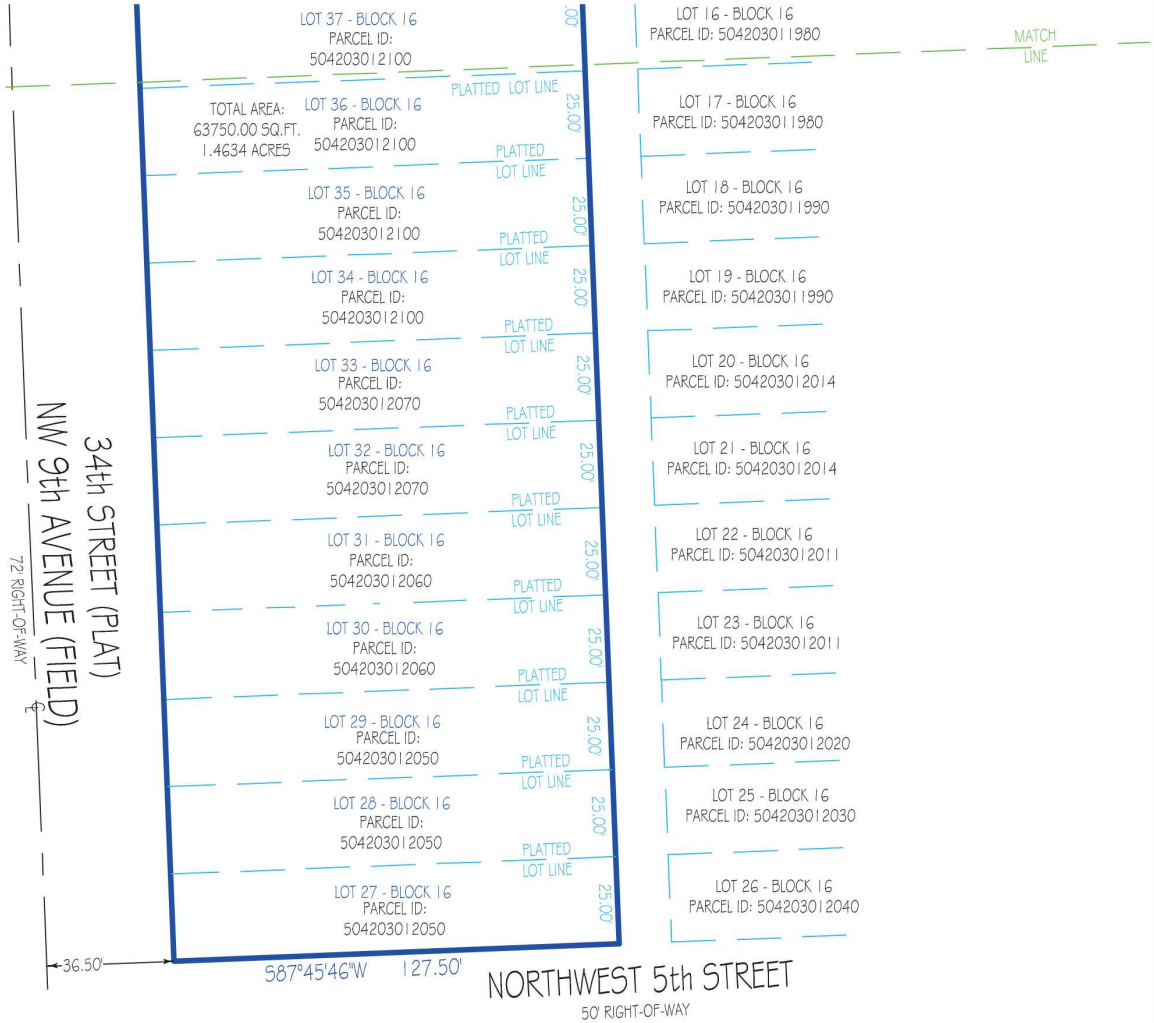 LOT 37 - BLOCK 16
PARCEL ID:
504203012100
.00'
LOT 16 - BLOCK 16
PARCEL ID: 504203011980
MATCH
LINE
PLATTED LOT LINE
TOTAL AREA:
63750.00 SQ.FT.
1.4634 ACRES
LOT 36 - BLOCK 16
PARCEL ID:
504203012100
25.00'
LOT 17 - BLOCK 16
PARCEL ID: 504203011980
PLATTED
LOT LINE
LOT 35 - BLOCK 16
PARCEL ID:
504203012100
25.00'
LOT 18 - BLOCK 16
PARCEL ID: 504203011990
PLATTED
LOT LINE
LOT 34 - BLOCK 16
PARCEL ID:
504203012100
25.00'
LOT 19 - BLOCK 16
PARCEL ID: 504203011990
PLATTED
LOT LINE
LOT 33 - BLOCK 16
PARCEL ID:
504203012070
25.00'
LOT 20 - BLOCK 16
PARCEL ID: 504203012014
PLATTED
LOT LINE
LOT 32 - BLOCK 16
PARCEL ID:
504203012070
25.00'
LOT 21 - BLOCK 16
PARCEL ID: 504203012014
PLATTED
LOT LINE
LOT 31 - BLOCK 16
PARCEL ID:
504203012060
25.00'
LOT 22 - BLOCK 16
PARCEL ID: 504203012011
PLATTED
LOT LINE
LOT 30 - BLOCK 16
PARCEL ID:
504203012060
25.00'
LOT 23 - BLOCK 16
PARCEL ID: 504203012011
PLATTED
LOT LINE
LOT 29 - BLOCK 16
PARCEL ID:
504203012050
25.00'
LOT 24 - BLOCK 16
PARCEL ID: 504203012020
PLATTED
LOT LINE
LOT 28 - BLOCK 16
PARCEL ID:
504203012050
25.00'
LOT 25 - BLOCK 16
PARCEL ID: 504203012030
PLATTED
LOT LINE
LOT 27 - BLOCK 16
PARCEL ID:
504203012050
25.00'
LOT 26 - BLOCK 16
PARCEL ID: 504203012040
34th STREET (PLAT)
NW 9th AVENUE (FIELD)
72' RIGHT-OF-WAY
℄
36.50'
S87°45'46"W 127.50'
NORTHWEST 5th STREET
50' RIGHT-OF-WAY